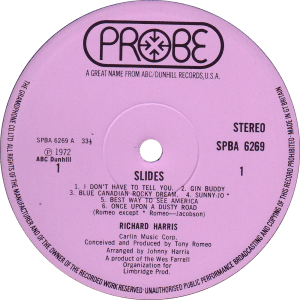 PROBE
A GREAT NAME FROM ABC/DUNHILL RECORDS, U.S.A.
THE GRAMOPHONE CO. LTD. ALL RIGHTS OF THE MANUFACTURER AND OF THE OWNER OF THE RECORDED WORK RESERVED · UNAUTHORISED PUBLIC PERFORMANCE, BROADCASTING AND COPYING OF THIS RECORD PROHIBITED · MADE IN GT BRITAIN
SPBA 6269 A 33⅓
STEREO
Ⓟ 1972
SPBA 6269
ABC Dunhill
1
1
SLIDES
1. I DON'T HAVE TO TELL YOU. 2. GIN BUDDY
3. BLUE CANADIAN ROCKY DREAM. 4. SUNNY-JO *
5. BEST WAY TO SEE AMERICA
6. ONCE UPON A DUSTY ROAD
(Romeo except * Romeo—Jacobson)
RICHARD HARRIS
Carlin Music Corp.
Conceived and Produced by Tony Romeo
Arranged by Johnny Harris
A product of the Wes Farrell
Organization for
Limbridge Prod.